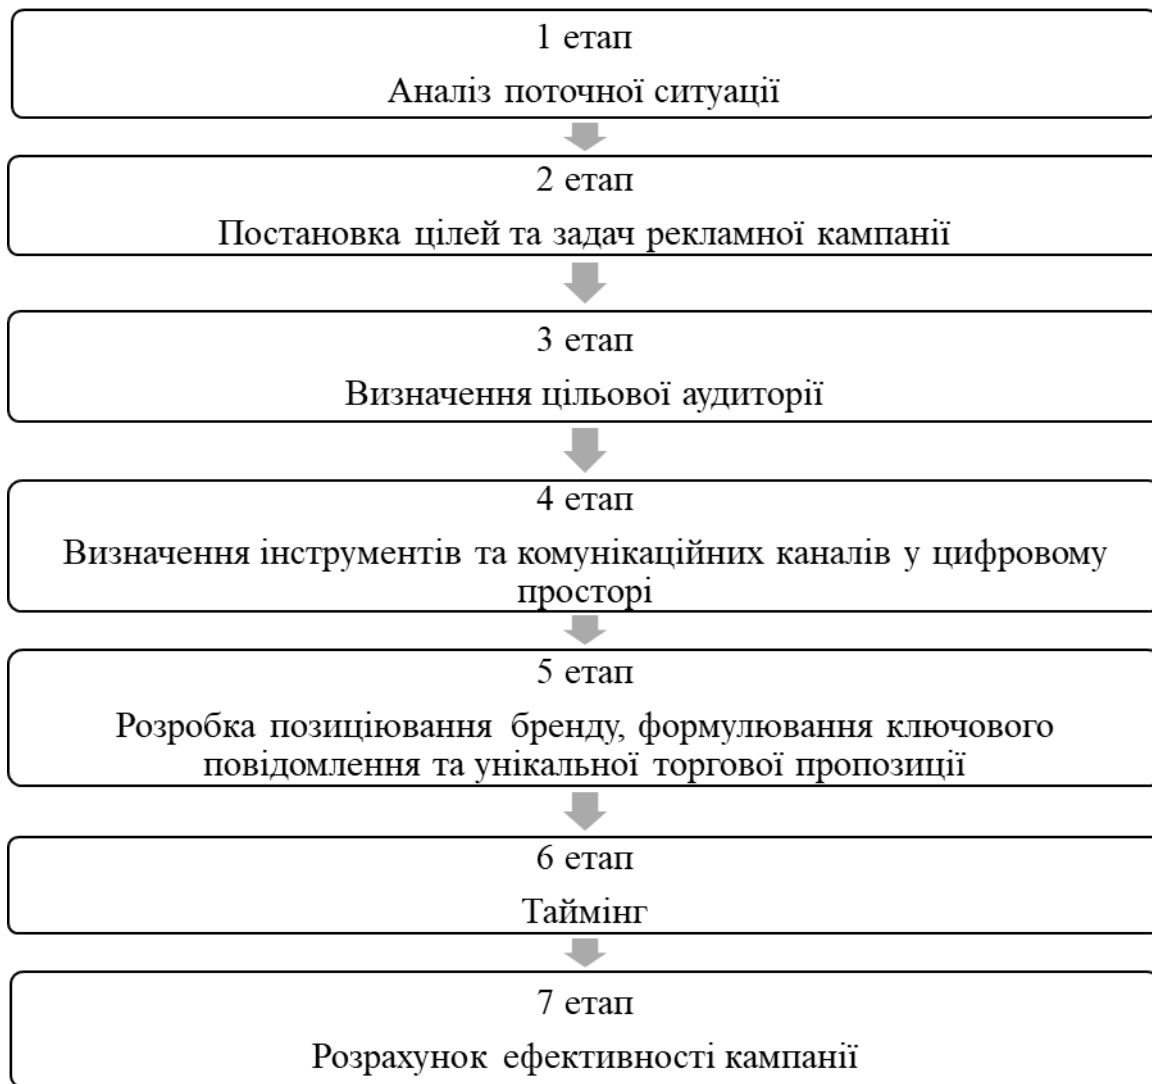 1 етап
Аналіз поточної ситуації
2 етап
Постановка цілей та задач рекламної кампанії
3 етап
Визначення цільової аудиторії
4 етап
Визначення інструментів та комунікаційних каналів у цифровому
просторі
5 етап
Розробка позиціювання бренду, формулювання ключового
повідомлення та унікальної торгової пропозиції
6 етап
Таймінг
7 етап
Розрахунок ефективності кампанії